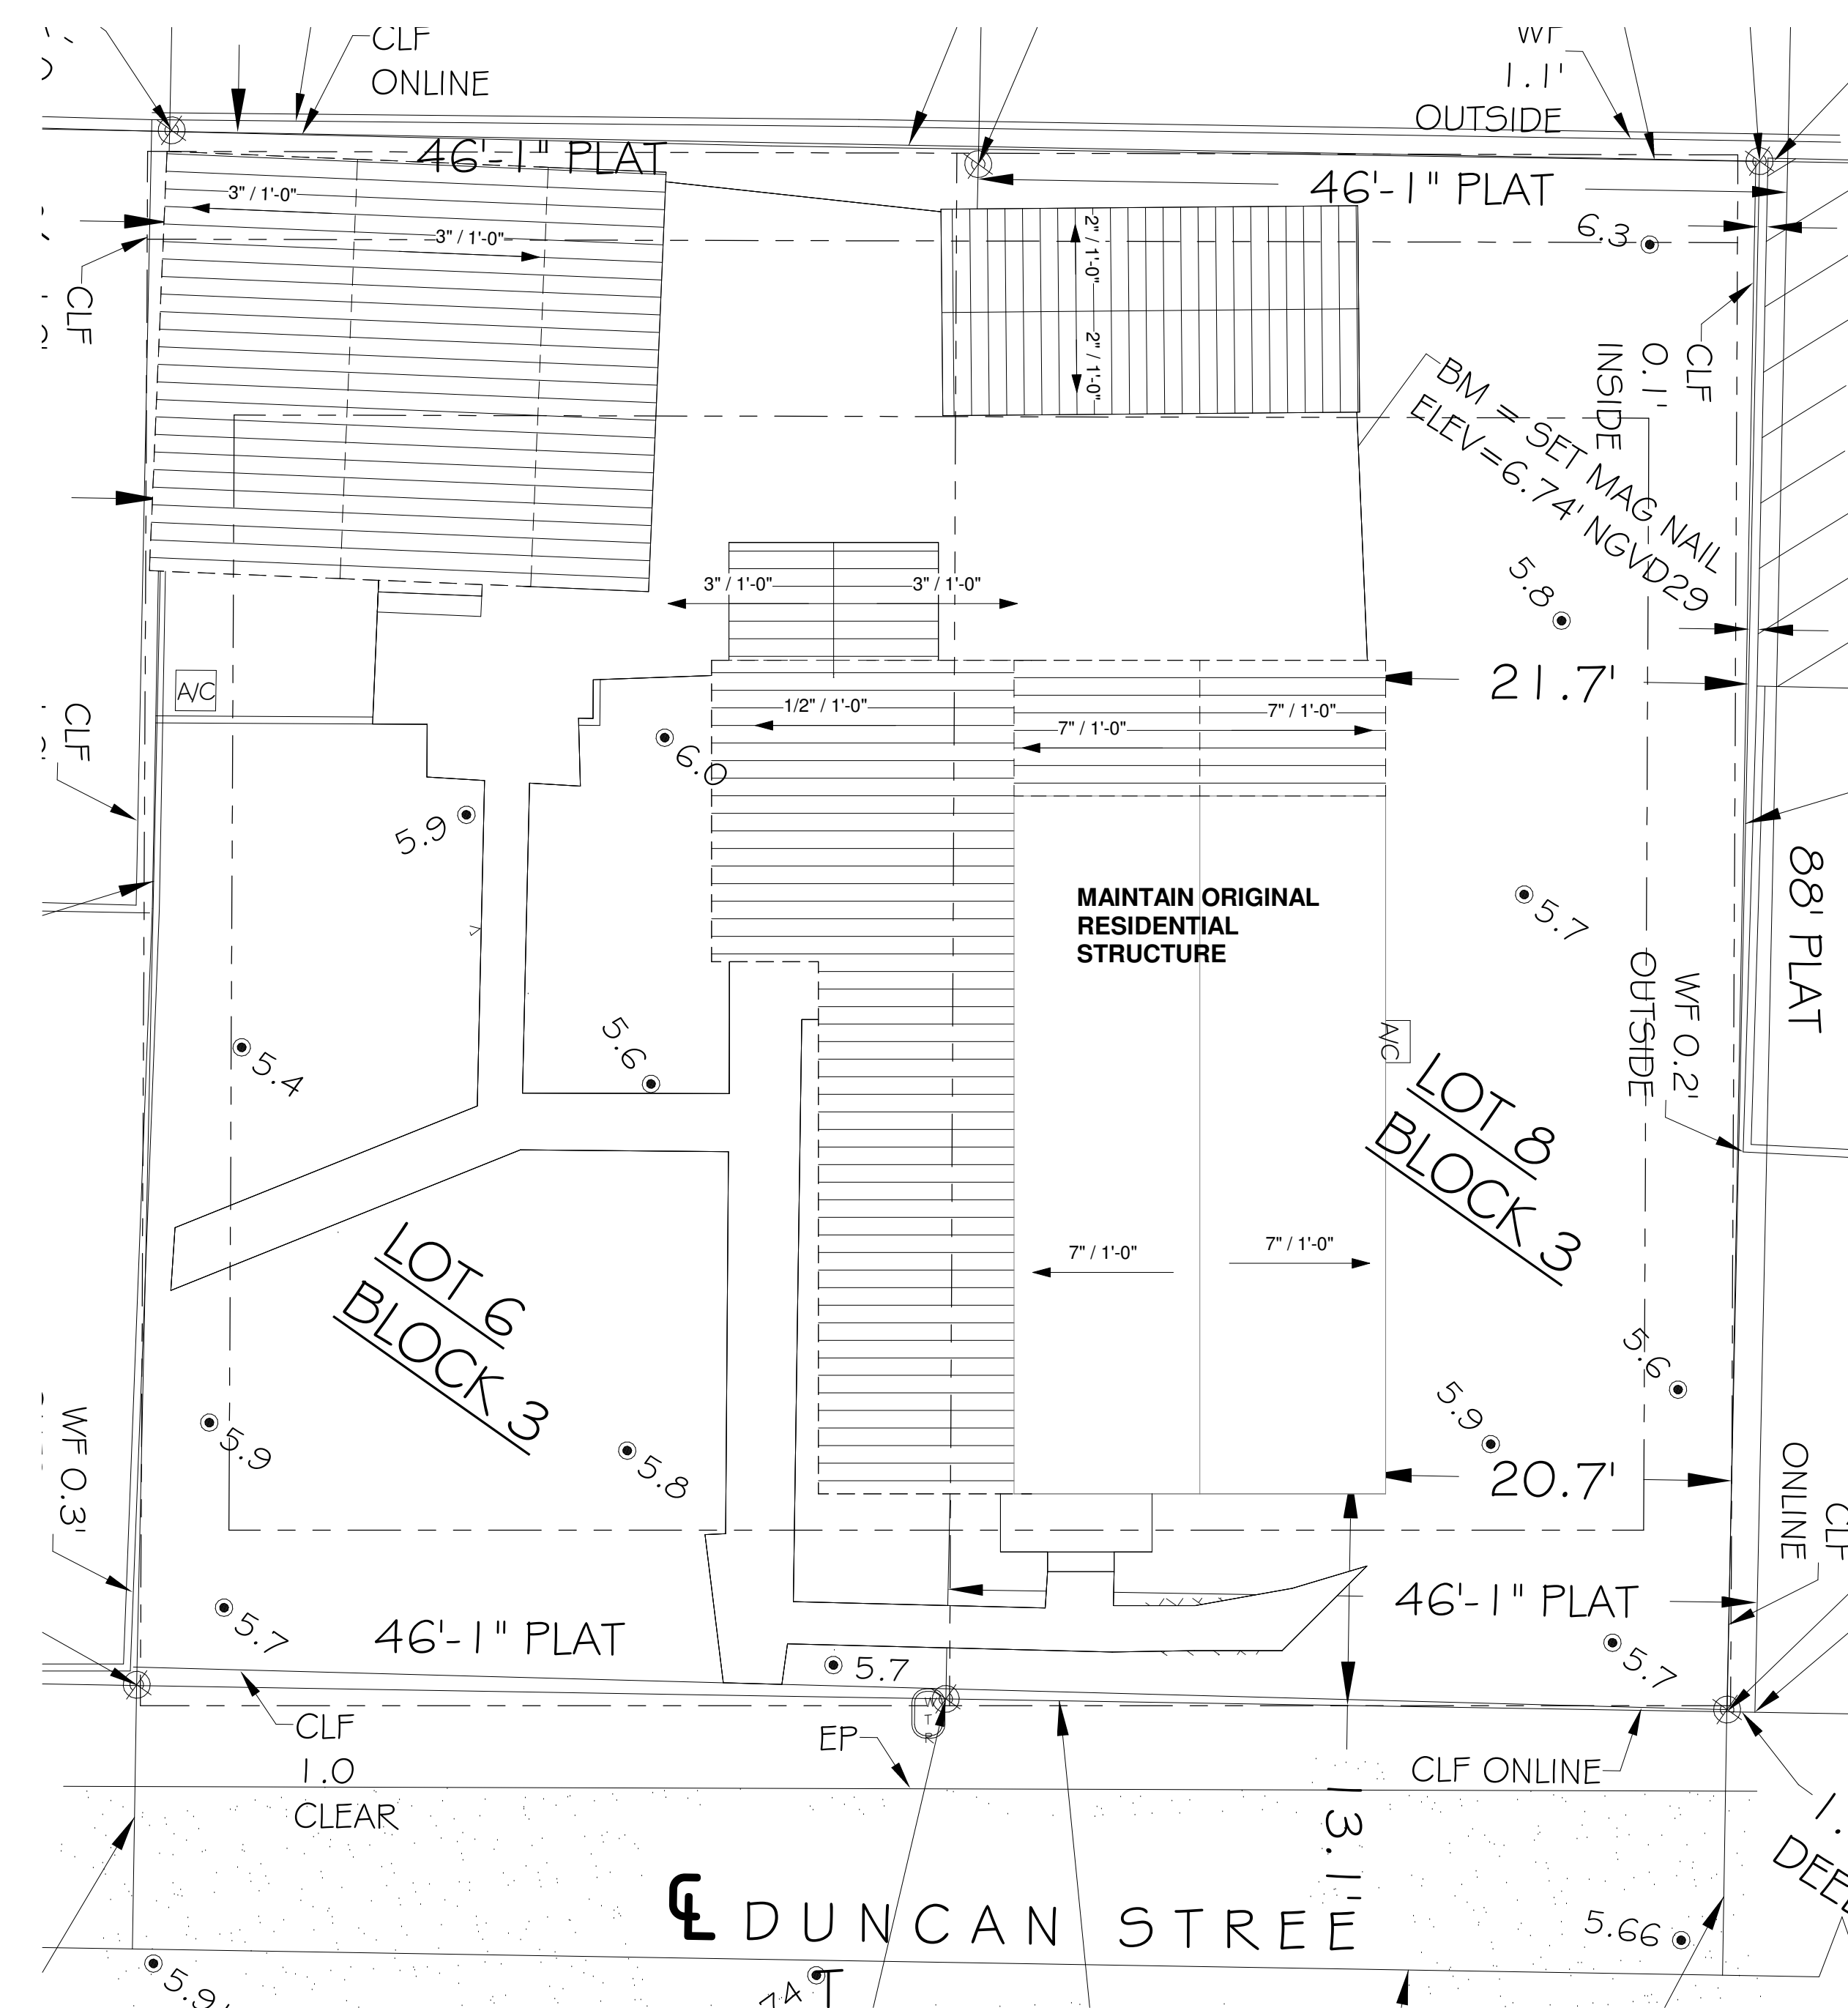 CLF
ONLINE
WF
1.1'
OUTSIDE
46'-1" PLAT
46'-1" PLAT
3" / 1'-0"
3" / 1'-0"
2" / 1'-0"
2" / 1'-0"
6.3
CLF
CLF
0.1'
INSIDE
BM = SET MAG NAIL
ELEV=6.74' NGVD29
5.8
3" / 1'-0"
3" / 1'-0"
A/C
21.7'
CLF
1/2" / 1'-0"
7" / 1'-0"
7" / 1'-0"
6.0
5.9
88' PLAT
MAINTAIN ORIGINAL
RESIDENTIAL
STRUCTURE
5.7
WF 0.2'
OUTSIDE
5.6
5.4
A/C
LOT 8
BLOCK 3
LOT 6
BLOCK 3
7" / 1'-0"
7" / 1'-0"
5.6
5.9
5.9
5.8
WF 0.3'
20.7'
CLF
ONLINE
46'-1" PLAT
46'-1" PLAT
5.7
5.7
5.7
WTR
CLF
1.0
CLEAR
EP
CLF ONLINE
13.1'
CL DUNCAN STREE
T
5.66
5.9
74
DEE